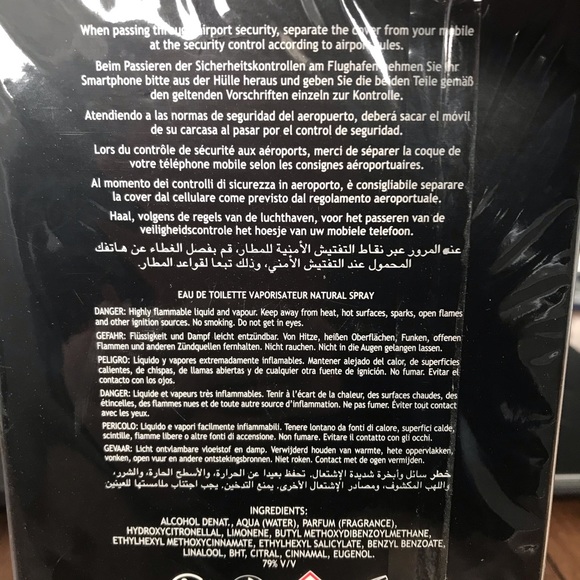 When passing through airport security, separate the cover from your mobile
at the security control according to airport rules.
Beim Passieren der Sicherheitskontrollen am Flughafen nehmen Sie Ihr
Smartphone bitte aus der Hülle heraus und geben Sie die beiden Teile gemäß
den geltenden Vorschriften einzeln zur Kontrolle.
Atendiendo a las normas de seguridad del aeropuerto, deberá sacar el móvil
de su carcasa al pasar por el control de seguridad.
Lors du contrôle de sécurité aux aéroports, merci de séparer la coque de
votre téléphone mobile selon les consignes aéroportuaires.
Al momento dei controlli di sicurezza in aeroporto, è consigliabile separare
la cover dal cellulare come previsto dal regolamento aeroportuale.
Haal, volgens de regels van de luchthaven, voor het passeren van de
veiligheidscontrole het hoesje van uw mobiele telefoon.
عند المرور عبر نقاط التفتيش الأمنية للمطار، قم بفصل الغطاء عن هاتفك
المحمول عند التفتيش الأمني، وذلك تبعا لقواعد المطار.
EAU DE TOILETTE VAPORISATEUR NATURAL SPRAY
DANGER: Highly flammable liquid and vapour. Keep away from heat, hot surfaces, sparks, open flames
and other ignition sources. No smoking. Do not get in eyes.
GEFAHR: Flüssigkeit und Dampf leicht entzündbar. Von Hitze, heißen Oberflächen, Funken, offenen
Flammen und anderen Zündquellen fernhalten. Nicht rauchen. Nicht in die Augen gelangen lassen.
PELIGRO: Líquido y vapores extremadamente inflamables. Mantener alejado del calor, de superficies
calientes, de chispas, de llamas abiertas y de cualquier otra fuente de ignición. No fumar. Evitar el
contacto con los ojos.
DANGER: Liquide et vapeurs très inflammables. Tenir à l'écart de la chaleur, des surfaces chaudes, des
étincelles, des flammes nues et de toute autre source d'inflammation. Ne pas fumer. Éviter tout contact
avec les yeux.
PERICOLO: Liquido e vapori facilmente infiammabili. Tenere lontano da fonti di calore, superfici calde,
scintille, fiamme libere o altre fonti di accensione. Non fumare. Evitare il contatto con gli occhi.
GEVAAR: Licht ontvlambare vloeistof en damp. Verwijderd houden van warmte, hete oppervlakken,
vonken, open vuur en andere ontstekingsbronnen. Niet roken. Contact met de ogen vermijden.
خطر سائل وأبخرة شديدة الإشتعال. تحفظ بعيدا عن الحرارة، والأسطح الحارة، والشرر،
واللهب المكشوف، ومصادر الإشتعال الأخرى. يمنع التدخين. يجب اجتناب ملامستها للعينين
INGREDIENTS:
ALCOHOL DENAT., AQUA (WATER), PARFUM (FRAGRANCE),
HYDROXYCITRONELLAL, LIMONENE, BUTYL METHOXYDIBENZOYLMETHANE,
ETHYLHEXYL METHOXYCINNAMATE, ETHYLHEXYL SALICYLATE, BENZYL BENZOATE,
LINALOOL, BHT, CITRAL, CINNAMAL, EUGENOL.
79% V/V